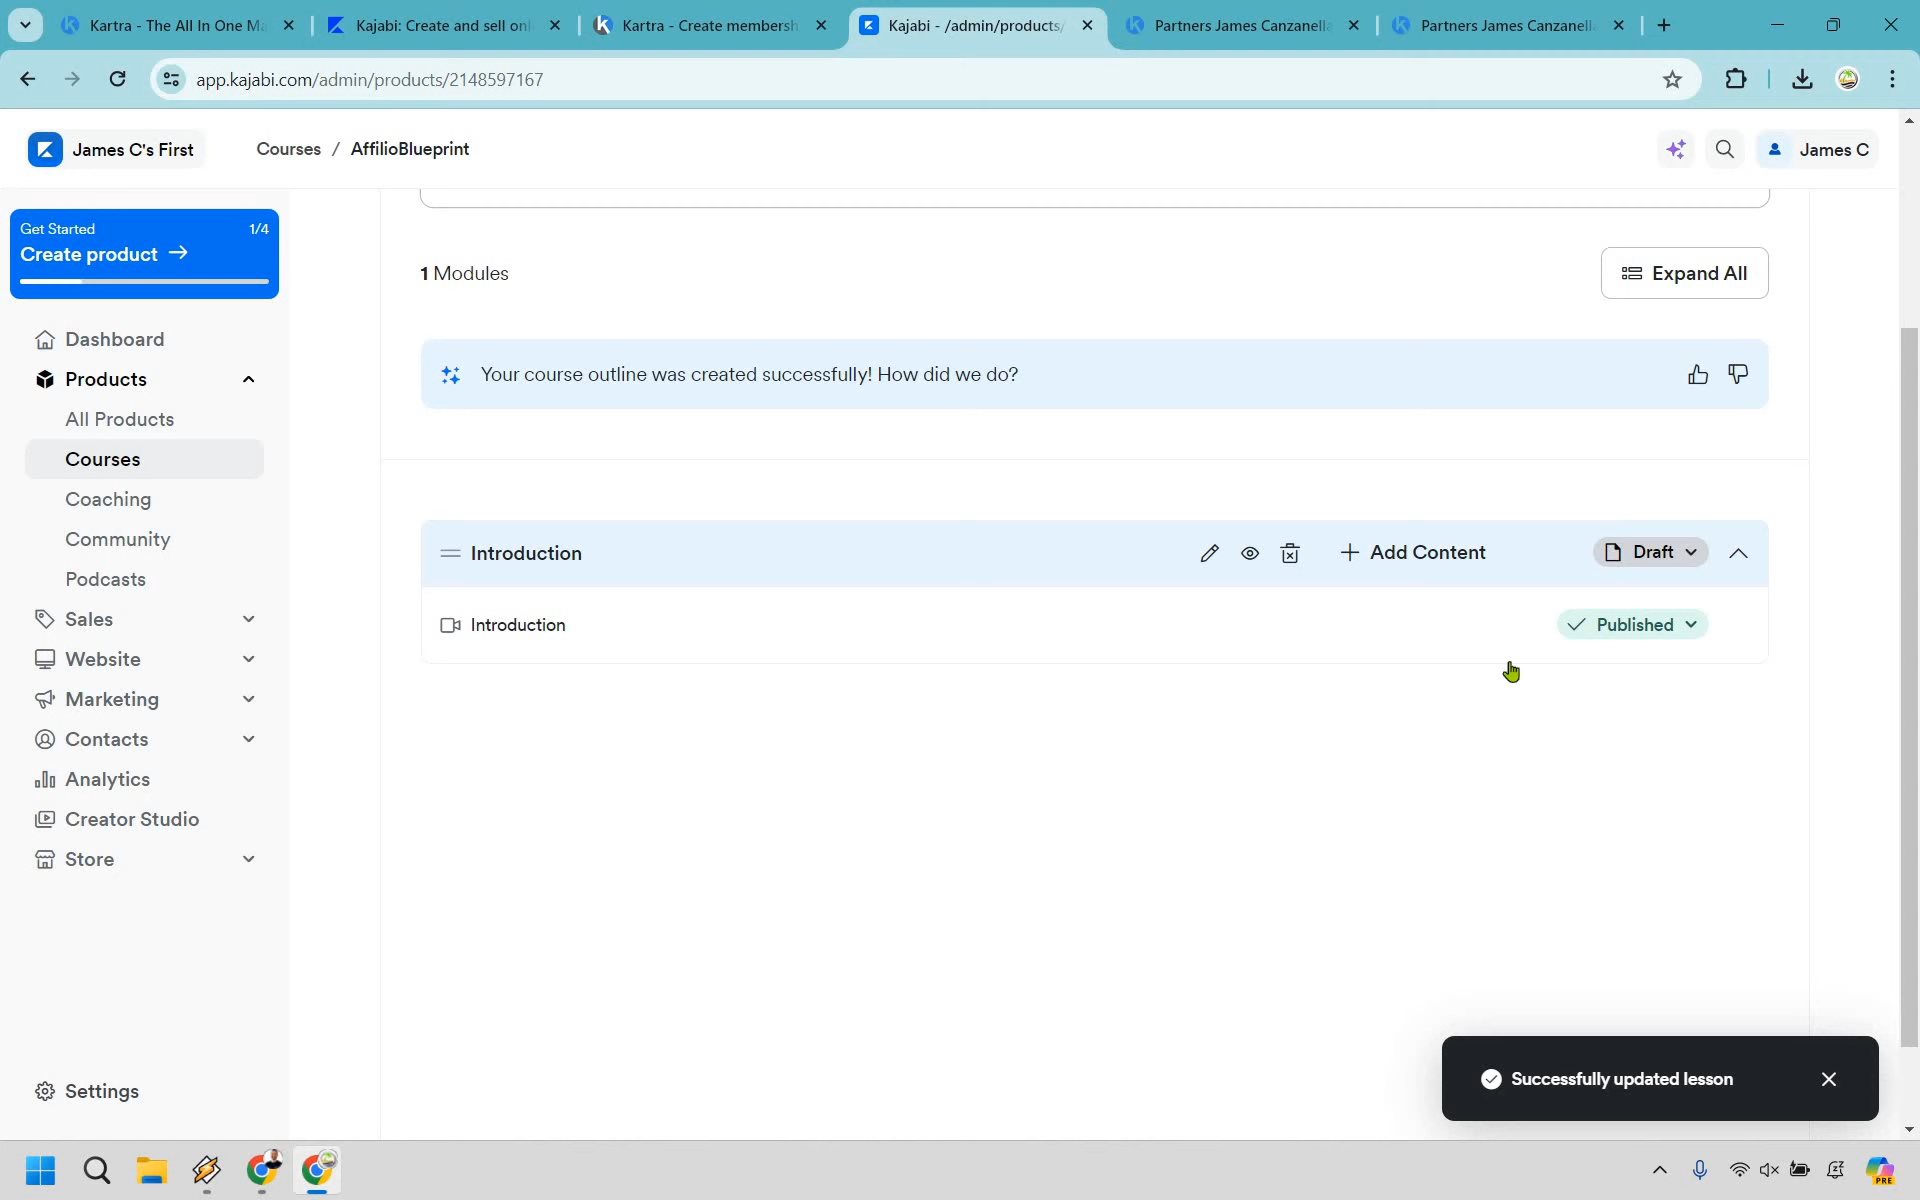 Kartra - The All In One Ma
Kajabi: Create and sell onl
Kartra - Create membersh
Kajabi - /admin/products/
Partners James Canzanella
Partners James Canzanell
app.kajabi.com/admin/products/2148597167
James C's First
Courses / AffilioBlueprint
James C
Get Started 1/4
Create product →
Dashboard
Products
All Products
Courses
Coaching
Community
Podcasts
Sales
Website
Marketing
Contacts
Analytics
Creator Studio
Store
Settings
1 Modules
Expand All
Your course outline was created successfully! How did we do?
Introduction
+ Add Content
Draft
Introduction
Published
Successfully updated lesson
PRE